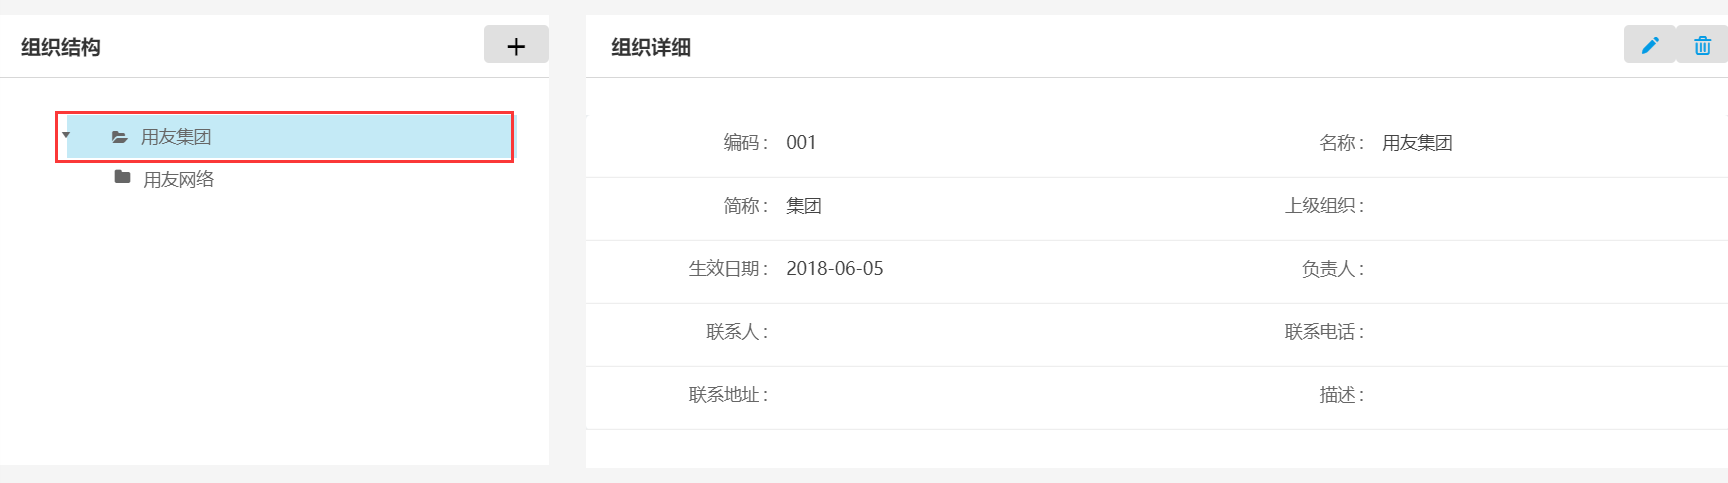 组织结构
用友集团
用友网络
组织详细
编码： 001 名称： 用友集团
简称： 集团 上级组织：
生效日期： 2018-06-05 负责人：
联系人： 联系电话：
联系地址： 描述：